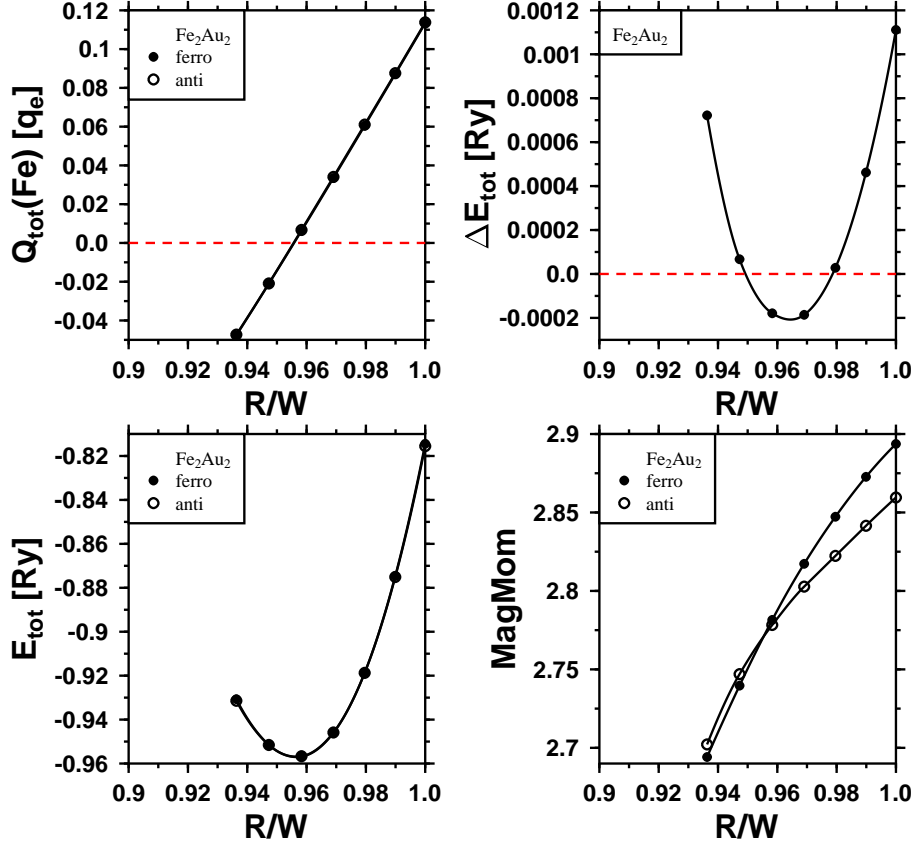 Q_tot(Fe) [q_e]
0.12
0.1
0.08
0.06
0.04
0.02
0.0
-0.02
-0.04
Fe₂Au₂
ferro
anti
0.9 0.92 0.94 0.96 0.98 1.0
R/W
ΔE_tot [Ry]
0.0012
0.001
0.0008
0.0006
0.0004
0.0002
0.0
-0.0002
Fe₂Au₂
0.9 0.92 0.94 0.96 0.98 1.0
R/W
E_tot [Ry]
-0.82
-0.84
-0.86
-0.88
-0.9
-0.92
-0.94
-0.96
Fe₂Au₂
ferro
anti
0.9 0.92 0.94 0.96 0.98 1.0
R/W
MagMom
2.9
2.85
2.8
2.75
2.7
Fe₂Au₂
ferro
anti
0.9 0.92 0.94 0.96 0.98 1.0
R/W